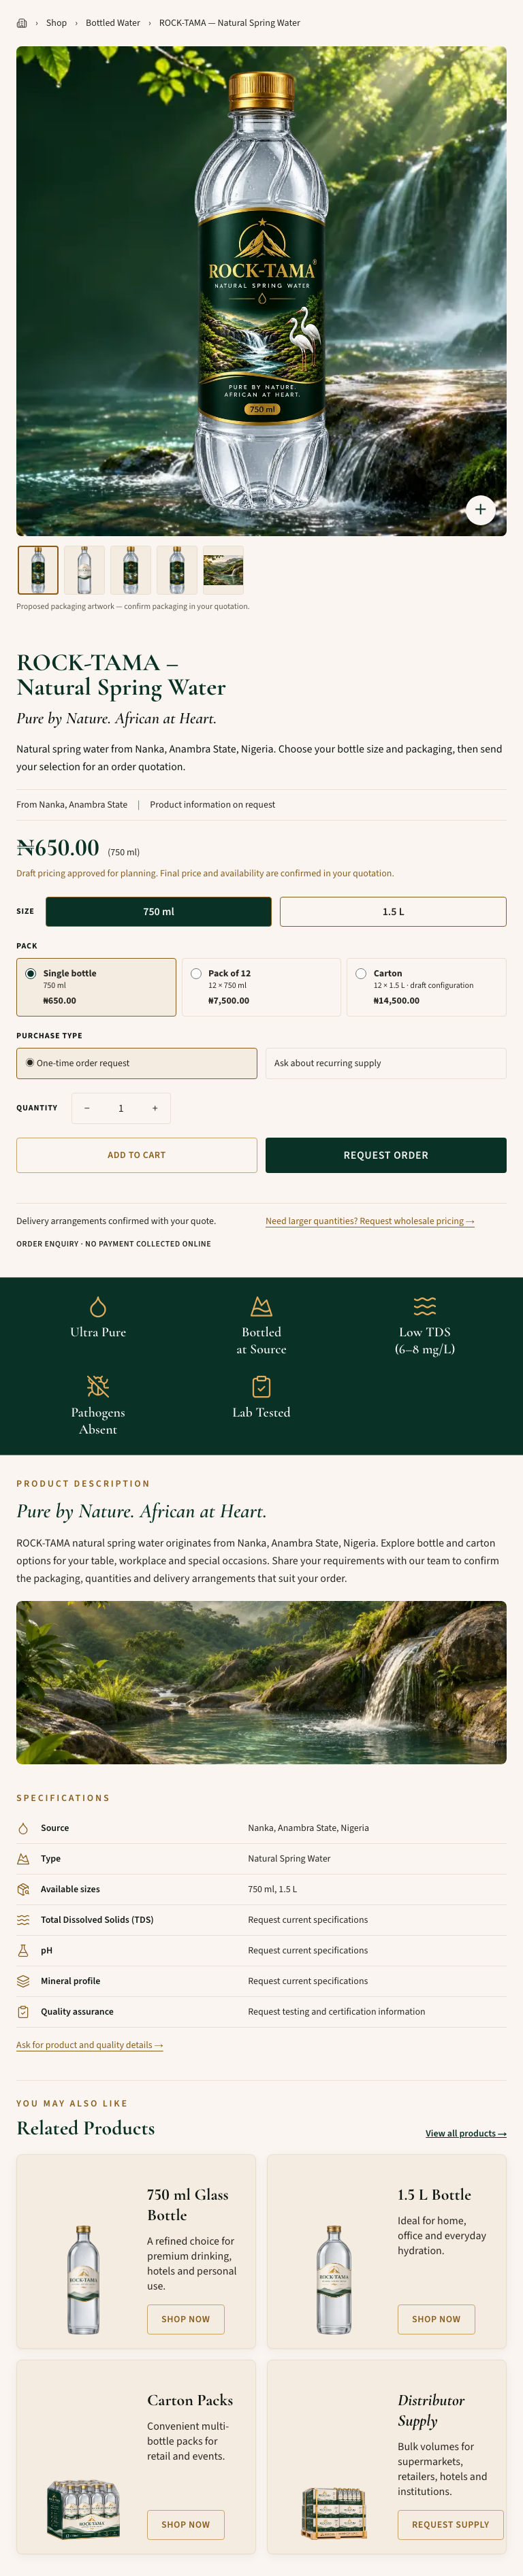 › Shop › Bottled Water › ROCK-TAMA — Natural Spring Water
ROCK-TAMA®
NATURAL SPRING WATER
PURE BY NATURE.
AFRICAN AT HEART.
750 ml
+
Proposed packaging artwork — confirm packaging in your quotation.
ROCK-TAMA –
Natural Spring Water
Pure by Nature. African at Heart.
Natural spring water from Nanka, Anambra State, Nigeria. Choose your bottle size and packaging, then send
your selection for an order quotation.
From Nanka, Anambra State | Product information on request
₦650.00 (750 ml)
Draft pricing approved for planning. Final price and availability are confirmed in your quotation.
SIZE 750 ml 1.5 L
PACK
Single bottle
750 ml
₦650.00
Pack of 12
12 × 750 ml
₦7,500.00
Carton
12 × 1.5 L · draft configuration
₦14,500.00
PURCHASE TYPE
One-time order request
Ask about recurring supply
QUANTITY − 1 +
ADD TO CART
REQUEST ORDER
Delivery arrangements confirmed with your quote.
Need larger quantities? Request wholesale pricing →
ORDER ENQUIRY · NO PAYMENT COLLECTED ONLINE
Ultra Pure
Bottled
at Source
Low TDS
(6–8 mg/L)
Pathogens
Absent
Lab Tested
PRODUCT DESCRIPTION
Pure by Nature. African at Heart.
ROCK-TAMA natural spring water originates from Nanka, Anambra State, Nigeria. Explore bottle and carton
options for your table, workplace and special occasions. Share your requirements with our team to confirm
the packaging, quantities and delivery arrangements that suit your order.
SPECIFICATIONS
Source Nanka, Anambra State, Nigeria
Type Natural Spring Water
Available sizes 750 ml, 1.5 L
Total Dissolved Solids (TDS) Request current specifications
pH Request current specifications
Mineral profile Request current specifications
Quality assurance Request testing and certification information
Ask for product and quality details →
YOU MAY ALSO LIKE
Related Products
View all products →
750 ml Glass
Bottle
A refined choice for
premium drinking,
hotels and personal
use.
SHOP NOW
ROCK-TAMA
1.5 L Bottle
Ideal for home,
office and everyday
hydration.
SHOP NOW
ROCK-TAMA
Carton Packs
Convenient multi-
bottle packs for
retail and events.
SHOP NOW
ROCK-TAMA
Distributor
Supply
Bulk volumes for
supermarkets,
retailers, hotels and
institutions.
REQUEST SUPPLY